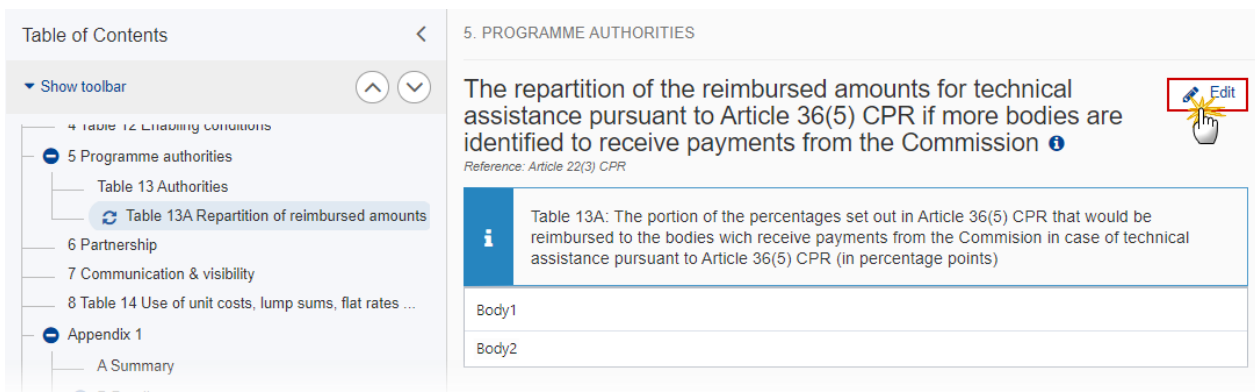 Table of Contents
Show toolbar
4 Table 12 Enabling conditions
5 Programme authorities
Table 13 Authorities
Table 13A Repartition of reimbursed amounts
6 Partnership
7 Communication & visibility
8 Table 14 Use of unit costs, lump sums, flat rates ...
Appendix 1
A Summary
5. PROGRAMME AUTHORITIES
The repartition of the reimbursed amounts for technical
assistance pursuant to Article 36(5) CPR if more bodies are
identified to receive payments from the Commission
Edit
Reference: Article 22(3) CPR
Table 13A: The portion of the percentages set out in Article 36(5) CPR that would be
reimbursed to the bodies wich receive payments from the Commision in case of technical
assistance pursuant to Article 36(5) CPR (in percentage points)
Body1
Body2